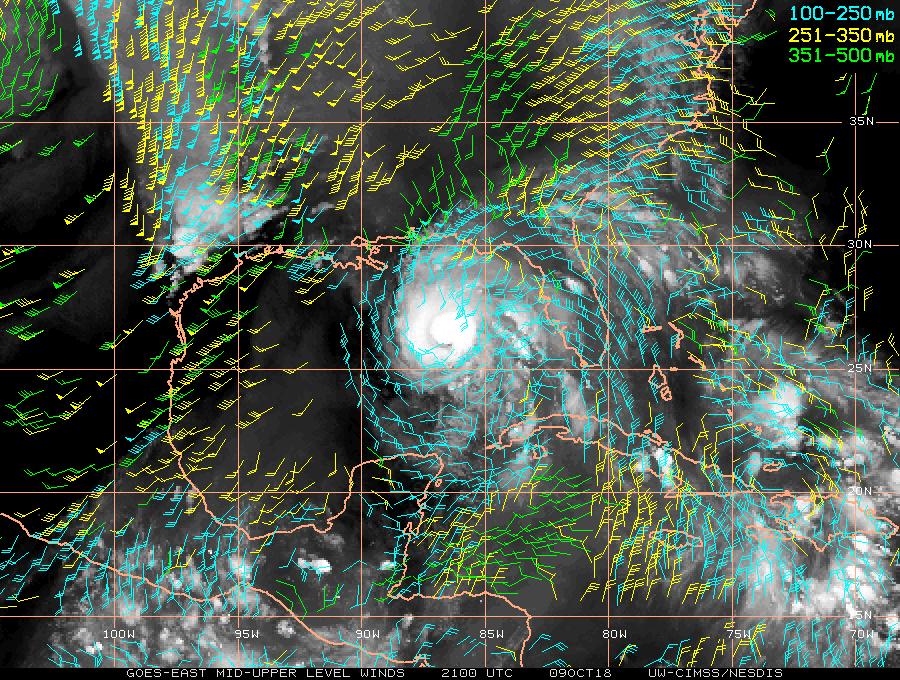 100-250mb
251-350mb
351-500mb
35N
30N
25N
20N
15N
100W 95W 90W 85W 80W 75W 70W
GOES-EAST MID-UPPER LEVEL WINDS 2100 UTC 09OCT18 UW-CIMSS/NESDIS